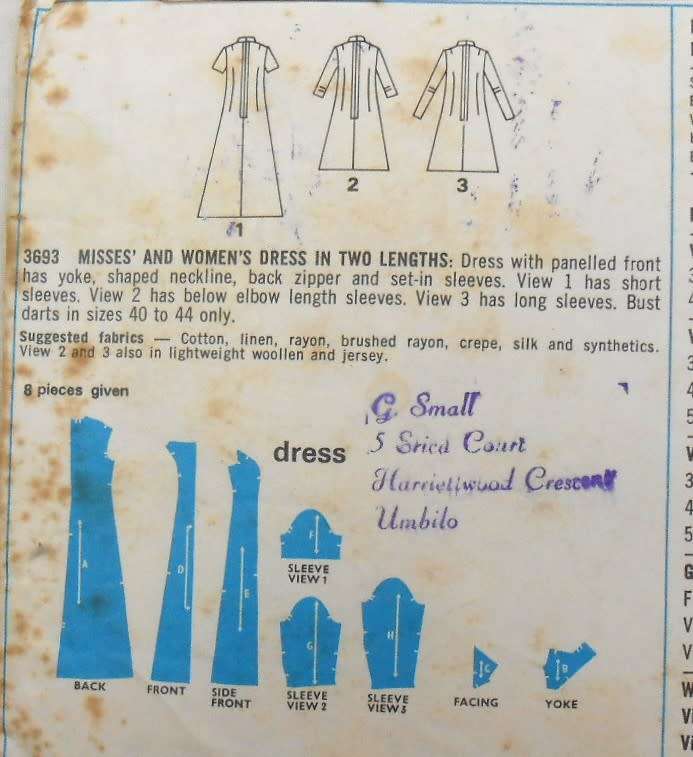 1
2
3
3693 MISSES' AND WOMEN'S DRESS IN TWO LENGTHS: Dress with panelled front
has yoke, shaped neckline, back zipper and set-in sleeves. View 1 has short
sleeves. View 2 has below elbow length sleeves. View 3 has long sleeves. Bust
darts in sizes 40 to 44 only.
Suggested fabrics — Cotton, linen, rayon, brushed rayon, crepe, silk and synthetics.
View 2 and 3 also in lightweight woollen and jersey.
8 pieces given
G Small
5 Erica Court
Harriettwood Crescent
Umbilo
dress
A
BACK
D
FRONT
E
SIDE
FRONT
F
SLEEVE
VIEW 1
G
SLEEVE
VIEW 2
H
SLEEVE
VIEW 3
C
FACING
B
YOKE